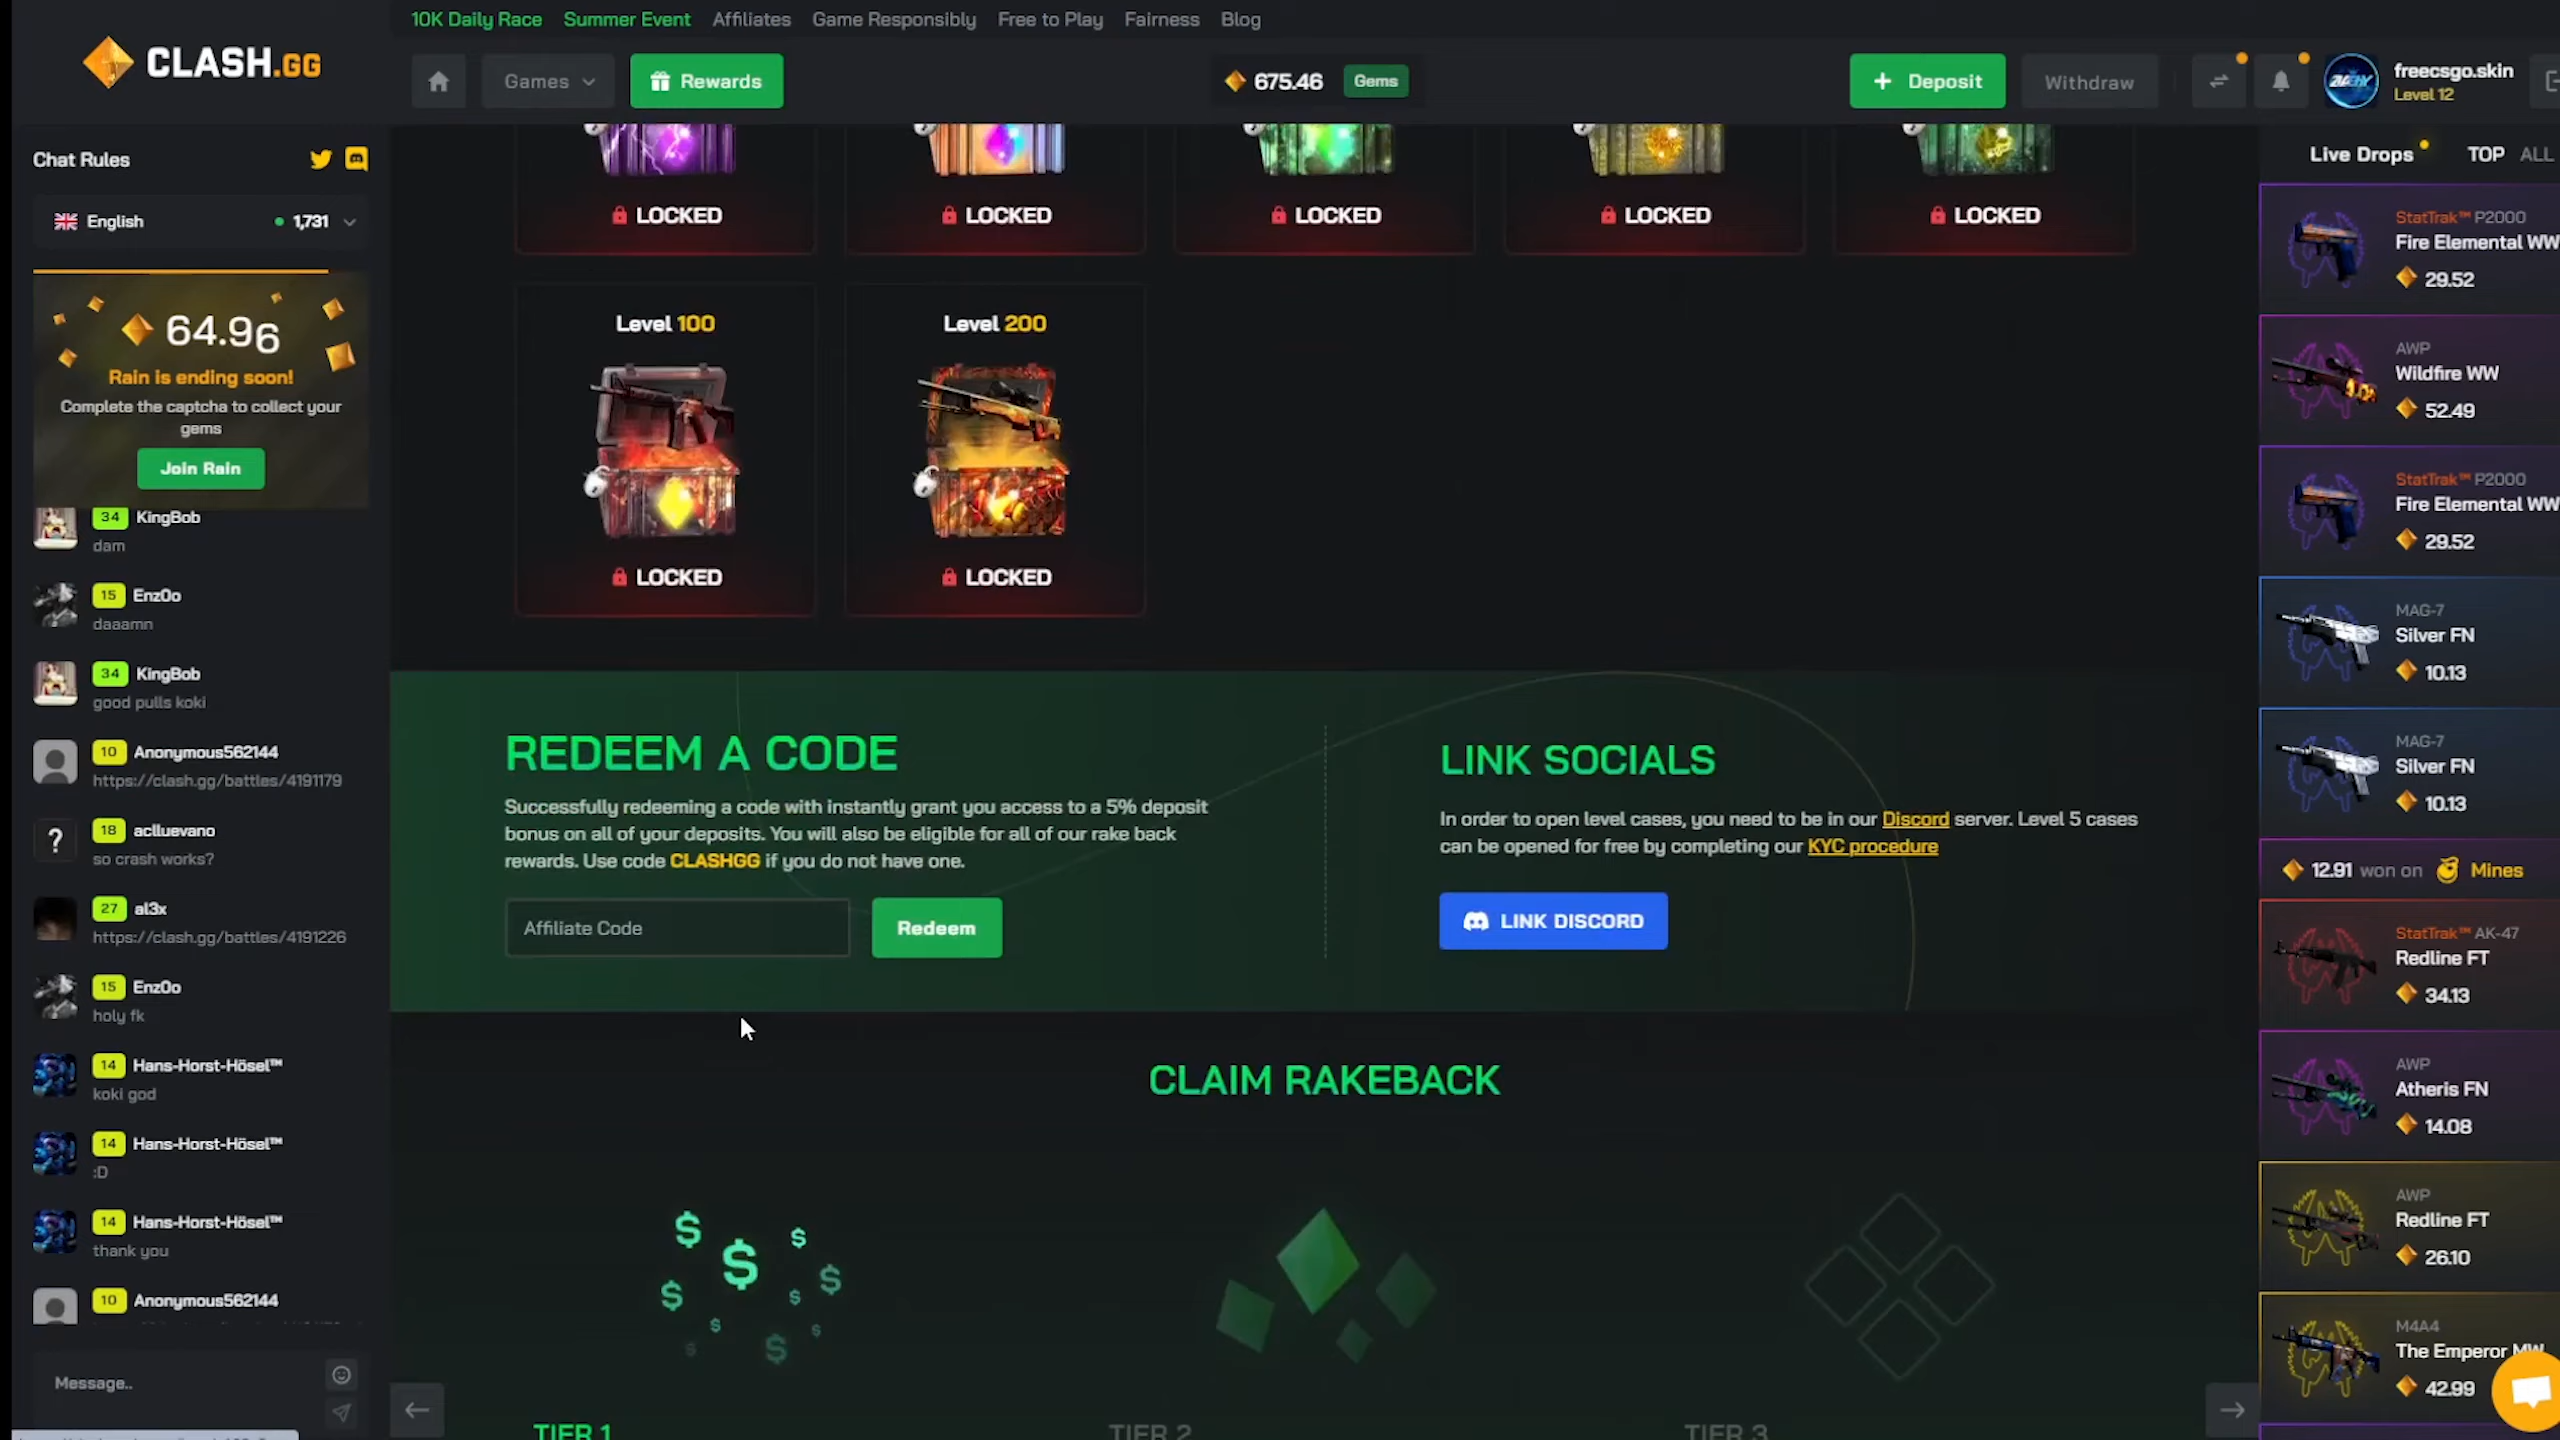 10K Daily Race
Summer Event
Affiliates
Game Responsibly
Free to Play
Fairness
Blog
CLASH.GG
Games
Rewards
675.46
Gems
Deposit
Withdraw
freecsgo.skin
Level 12
Chat Rules
English
1,731
64.96
Rain is ending soon!
Complete the captcha to collect your
gems
Join Rain
34 KingBob
dam
15 EnzOo
daaamn
34 KingBob
good pulls koki
10 Anonymous562144
https://clash.gg/battles/4191179
18 aclluevano
so crash works?
27 al3x
https://clash.gg/battles/4191226
15 EnzOo
holy fk
14 Hans-Horst-Hösel™
koki god
14 Hans-Horst-Hösel™
:D
14 Hans-Horst-Hösel™
thank you
10 Anonymous562144
Message..
LOCKED
LOCKED
LOCKED
LOCKED
LOCKED
Level 100
LOCKED
Level 200
LOCKED
REDEEM A CODE
Successfully redeeming a code with instantly grant you access to a 5% deposit
bonus on all of your deposits. You will also be eligible for all of our rake back
rewards. Use code CLASHGG if you do not have one.
Affiliate Code
Redeem
LINK SOCIALS
In order to open level cases, you need to be in our Discord server. Level 5 cases
can be opened for free by completing our KYC procedure
LINK DISCORD
CLAIM RAKEBACK
TIER 1
TIER 2
TIER 3
Live Drops
TOP
ALL
StatTrak™ P2000
Fire Elemental WW
29.52
AWP
Wildfire WW
52.49
StatTrak™ P2000
Fire Elemental WW
29.52
MAG-7
Silver FN
10.13
MAG-7
Silver FN
10.13
12.91 won on Mines
StatTrak™ AK-47
Redline FT
34.13
AWP
Atheris FN
14.08
AWP
Redline FT
26.10
M4A4
The Emperor MW
42.99